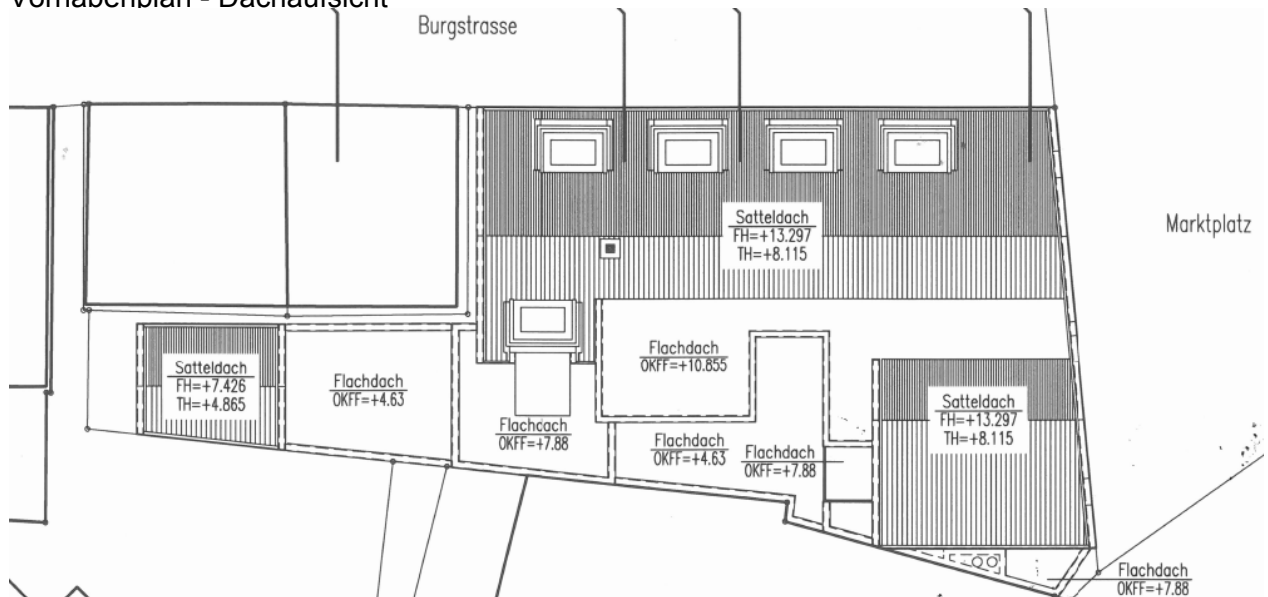 Vorhabenplan - Dachaufsicht
Burgstrasse
Marktplatz
Satteldach
FH=+13.297
TH=+8.115
Flachdach
OKFF=+10.855
Satteldach
FH=+7.426
TH=+4.865
Flachdach
OKFF=+4.63
Flachdach
OKFF=+7.88
Flachdach
OKFF=+4.63
Flachdach
OKFF=+7.88
Satteldach
FH=+13.297
TH=+8.115
Flachdach
OKFF=+7.88